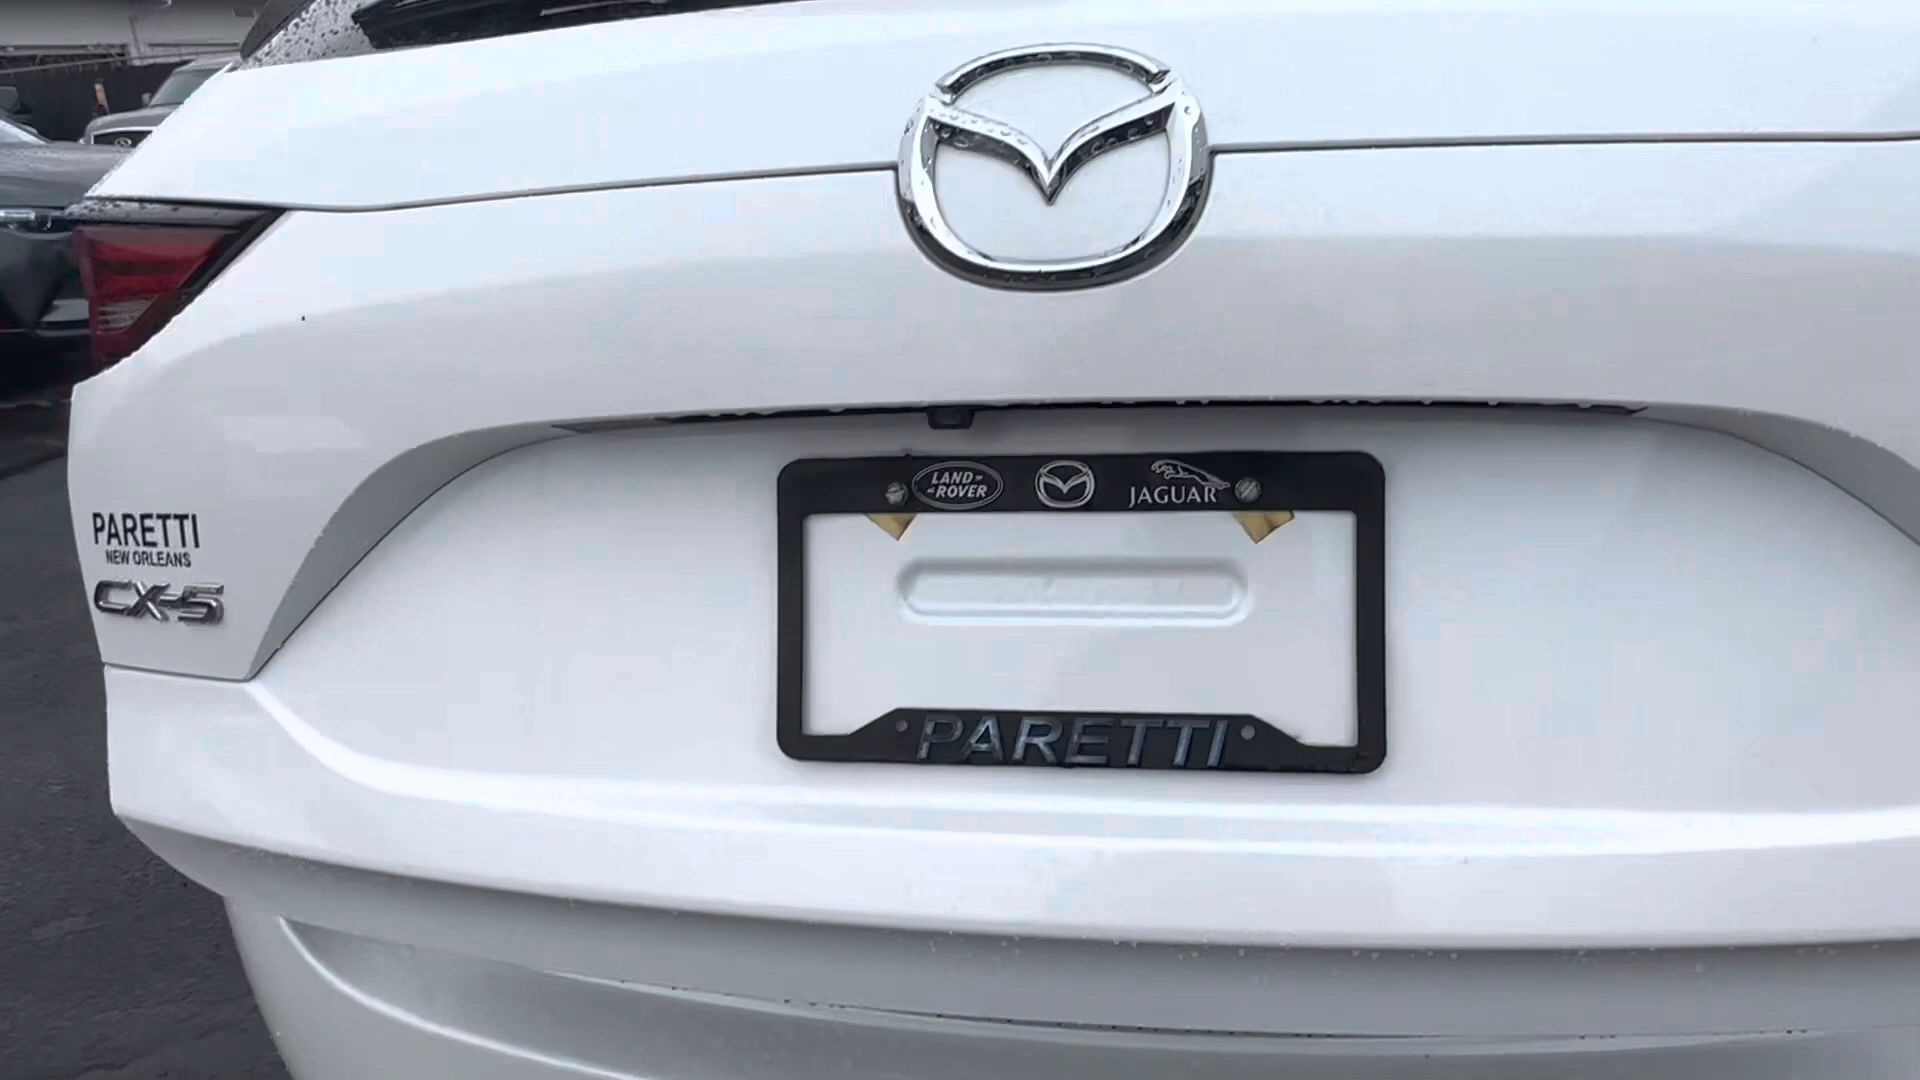 LAND ROVER
JAGUAR
PARETTI
NEW ORLEANS
CX-5
PARETTI